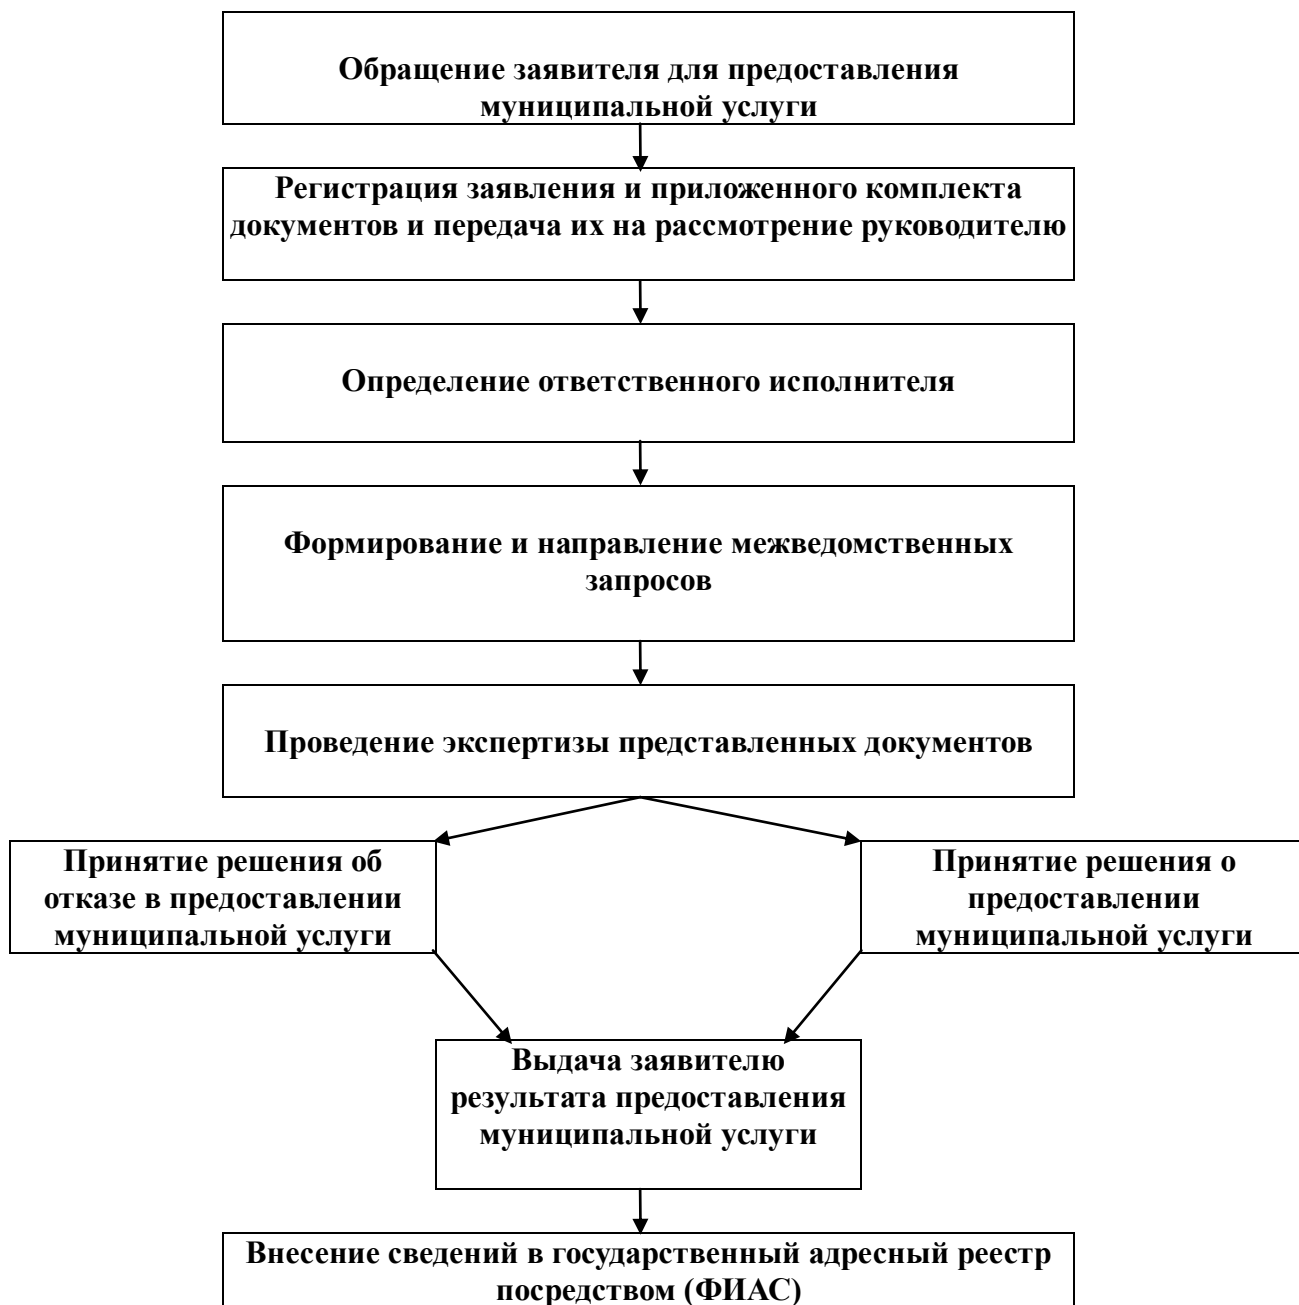 Обращение заявителя для предоставления
муниципальной услуги
Регистрация заявления и приложенного комплекта
документов и передача их на рассмотрение руководителю
Определение ответственного исполнителя
Формирование и направление межведомственных
запросов
Проведение экспертизы представленных документов
Принятие решения об
отказе в предоставлении
муниципальной услуги
Принятие решения о
предоставлении
муниципальной услуги
Выдача заявителю
результата предоставления
муниципальной услуги
Внесение сведений в государственный адресный реестр
посредством (ФИАС)